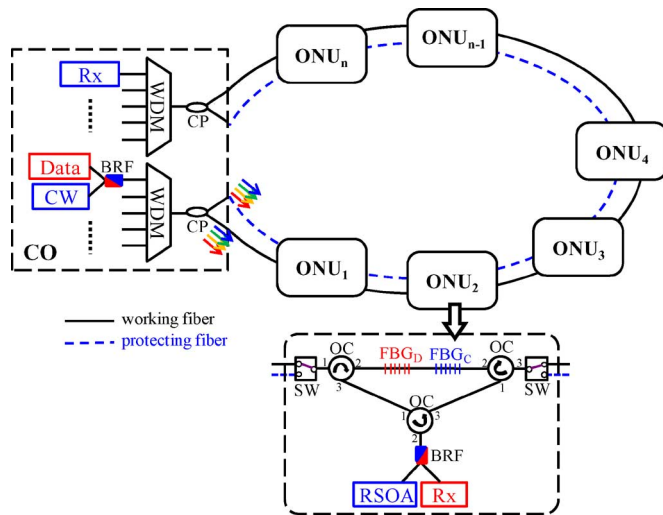 ONUn
ONUn-1
Rx
WDM
CP
ONU4
Data
BRF
CW
WDM
CP
CO
ONU3
ONU1
ONU2
working fiber
protecting fiber
OC
FBGD
FBGC
OC
1
2
2
3
SW
3
1
SW
OC
1
3
2
BRF
RSOA
Rx